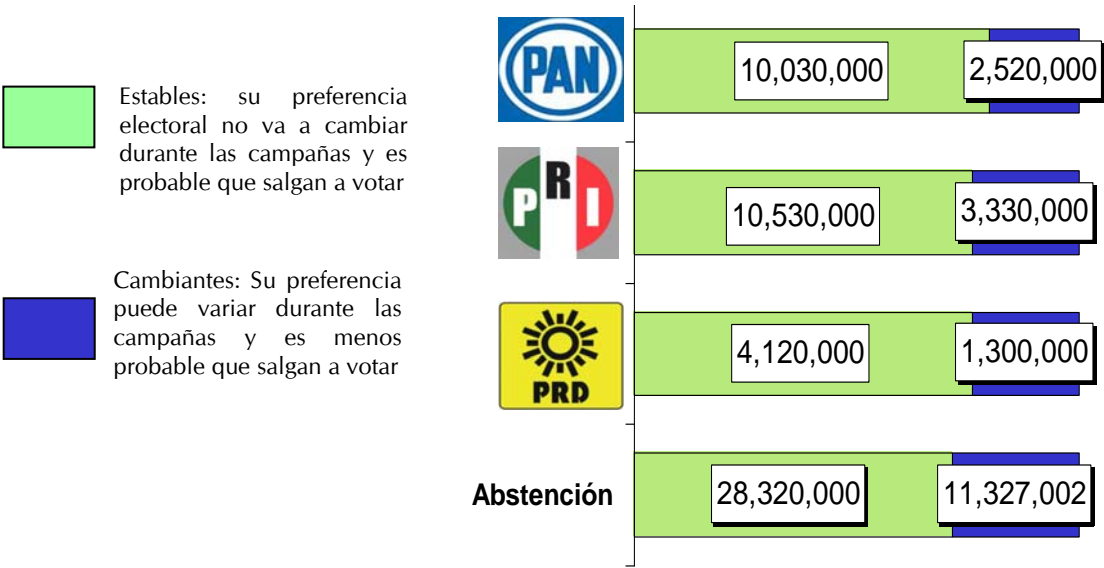 Estables: su preferencia
electoral no va a cambiar
durante las campañas y es
probable que salgan a votar
Cambiantes: Su preferencia
puede variar durante las
campañas y es menos
probable que salgan a votar
PAN
10,030,000
2,520,000
PRI
10,530,000
3,330,000
PRD
4,120,000
1,300,000
Abstención
28,320,000
11,327,002